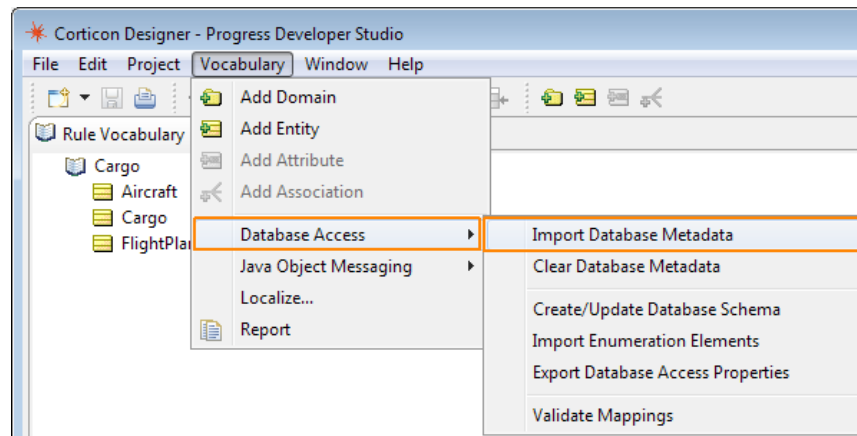 Corticon Designer - Progress Developer Studio
File Edit Project Vocabulary Window Help
Rule Vocabulary
Cargo
Aircraft
Cargo
FlightPlan
Add Domain
Add Entity
Add Attribute
Add Association
Database Access
Java Object Messaging
Localize...
Report
Import Database Metadata
Clear Database Metadata
Create/Update Database Schema
Import Enumeration Elements
Export Database Access Properties
Validate Mappings